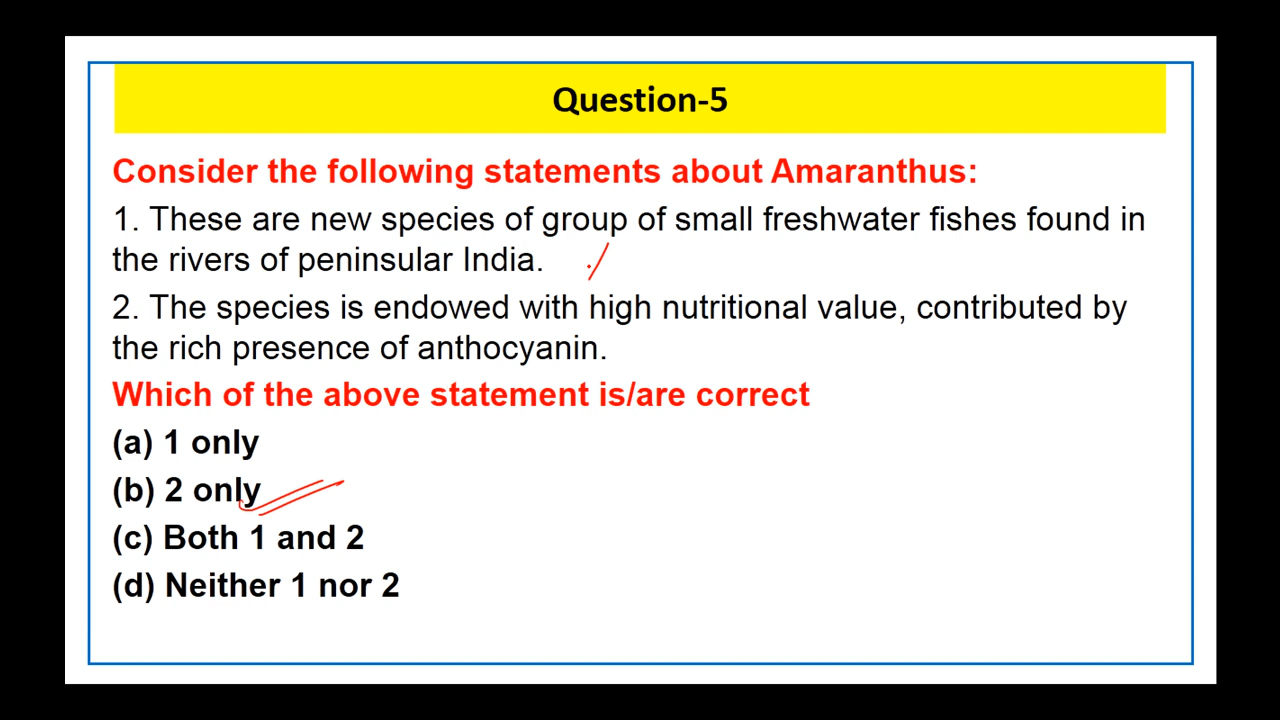 Question-5
Consider the following statements about Amaranthus:
1. These are new species of group of small freshwater fishes found in
the rivers of peninsular India.
2. The species is endowed with high nutritional value, contributed by
the rich presence of anthocyanin.
Which of the above statement is/are correct
(a) 1 only
(b) 2 only
(c) Both 1 and 2
(d) Neither 1 nor 2